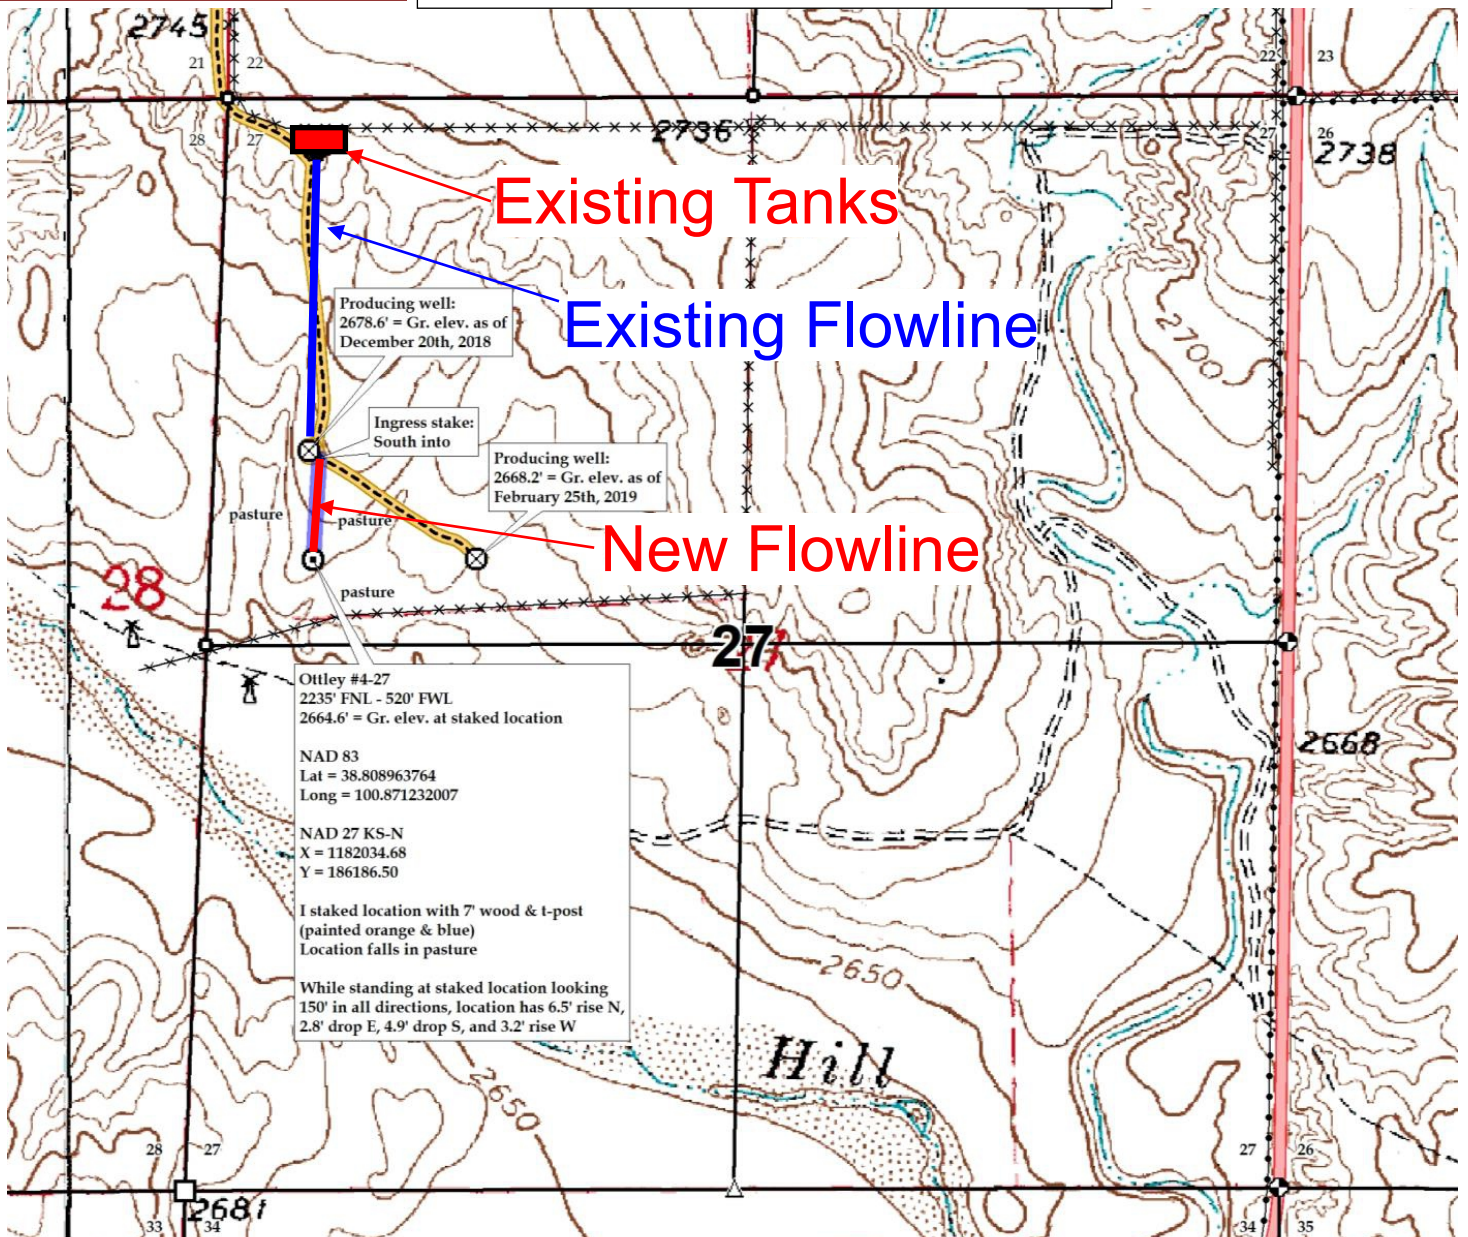 2745
21 22
22 23
28 27
2736
27 26
2738
Existing Tanks
Existing Flowline
Producing well:
2678.6' = Gr. elev. as of
December 20th, 2018
2700
Ingress stake:
South into
Producing well:
2668.2' = Gr. elev. as of
February 25th, 2019
pasture
pasture
New Flowline
28
pasture
27
Ottley #4-27
2235' FNL - 520' FWL
2664.6' = Gr. elev. at staked location
NAD 83
Lat = 38.808963764
Long = 100.871232007
NAD 27 KS-N
X = 1182034.68
Y = 186186.50
I staked location with 7' wood & t-post
(painted orange & blue)
Location falls in pasture
While standing at staked location looking
150' in all directions, location has 6.5' rise N,
2.8' drop E, 4.9' drop S, and 3.2' rise W
2668
2650
Hill
2650
28 27
27 26
2681
33 34
34 35